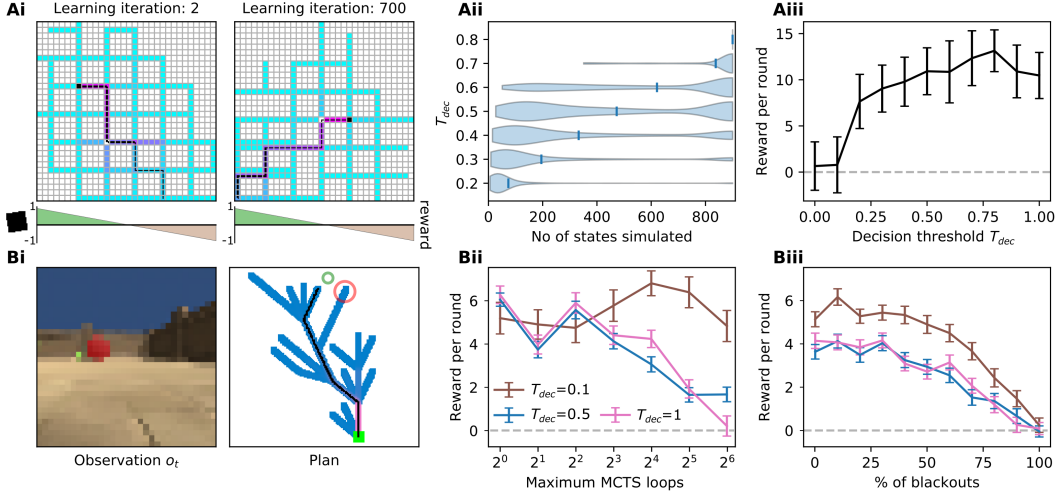 Ai
Learning iteration: 2
Learning iteration: 700
1
-1
1
-1
reward
Aii
T_dec
0.8
0.7
0.6
0.5
0.4
0.3
0.2
0 200 400 600 800
No of states simulated
Aiii
Reward per round
15
10
5
0
0.00 0.25 0.50 0.75 1.00
Decision threshold T_dec
Bi
Observation o_t
Plan
Bii
Reward per round
6
4
2
0
T_dec=0.1
T_dec=0.5 T_dec=1
2^0 2^1 2^2 2^3 2^4 2^5 2^6
Maximum MCTS loops
Biii
Reward per round
6
4
2
0
0 25 50 75 100
% of blackouts